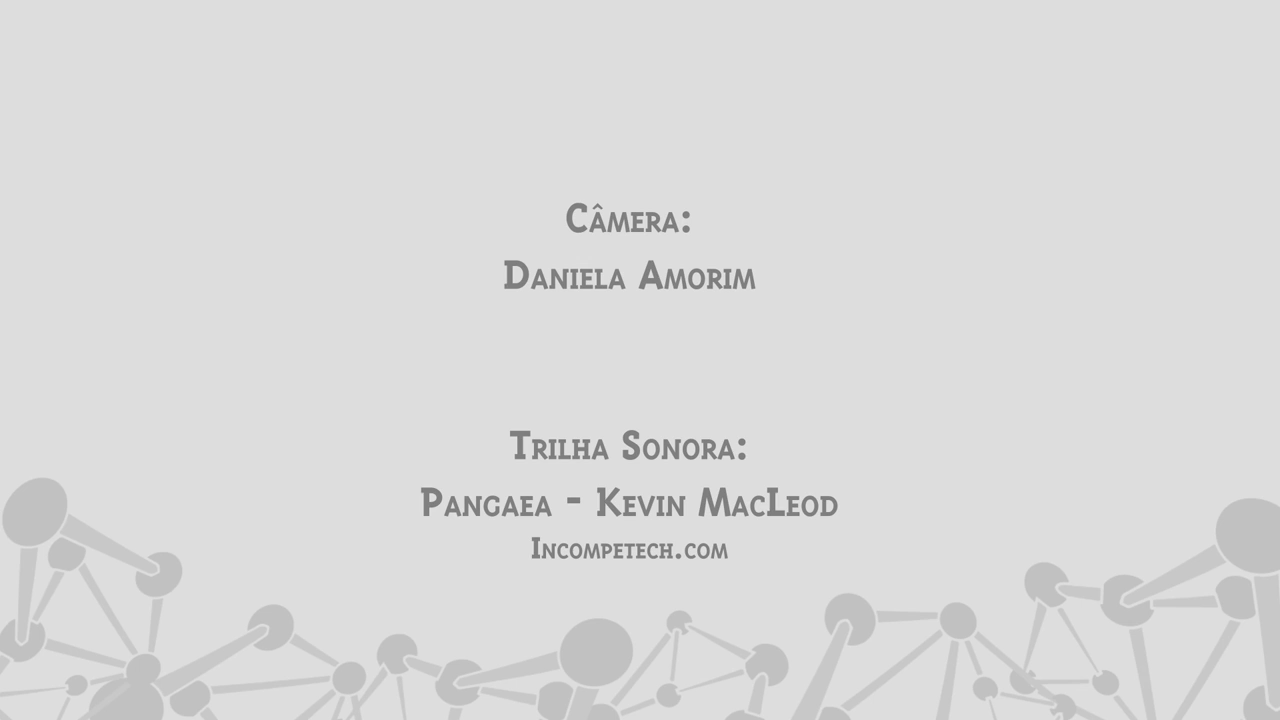 Câmera:
Daniela Amorim
Trilha Sonora:
Pangaea - Kevin MacLeod
Incompetech.com